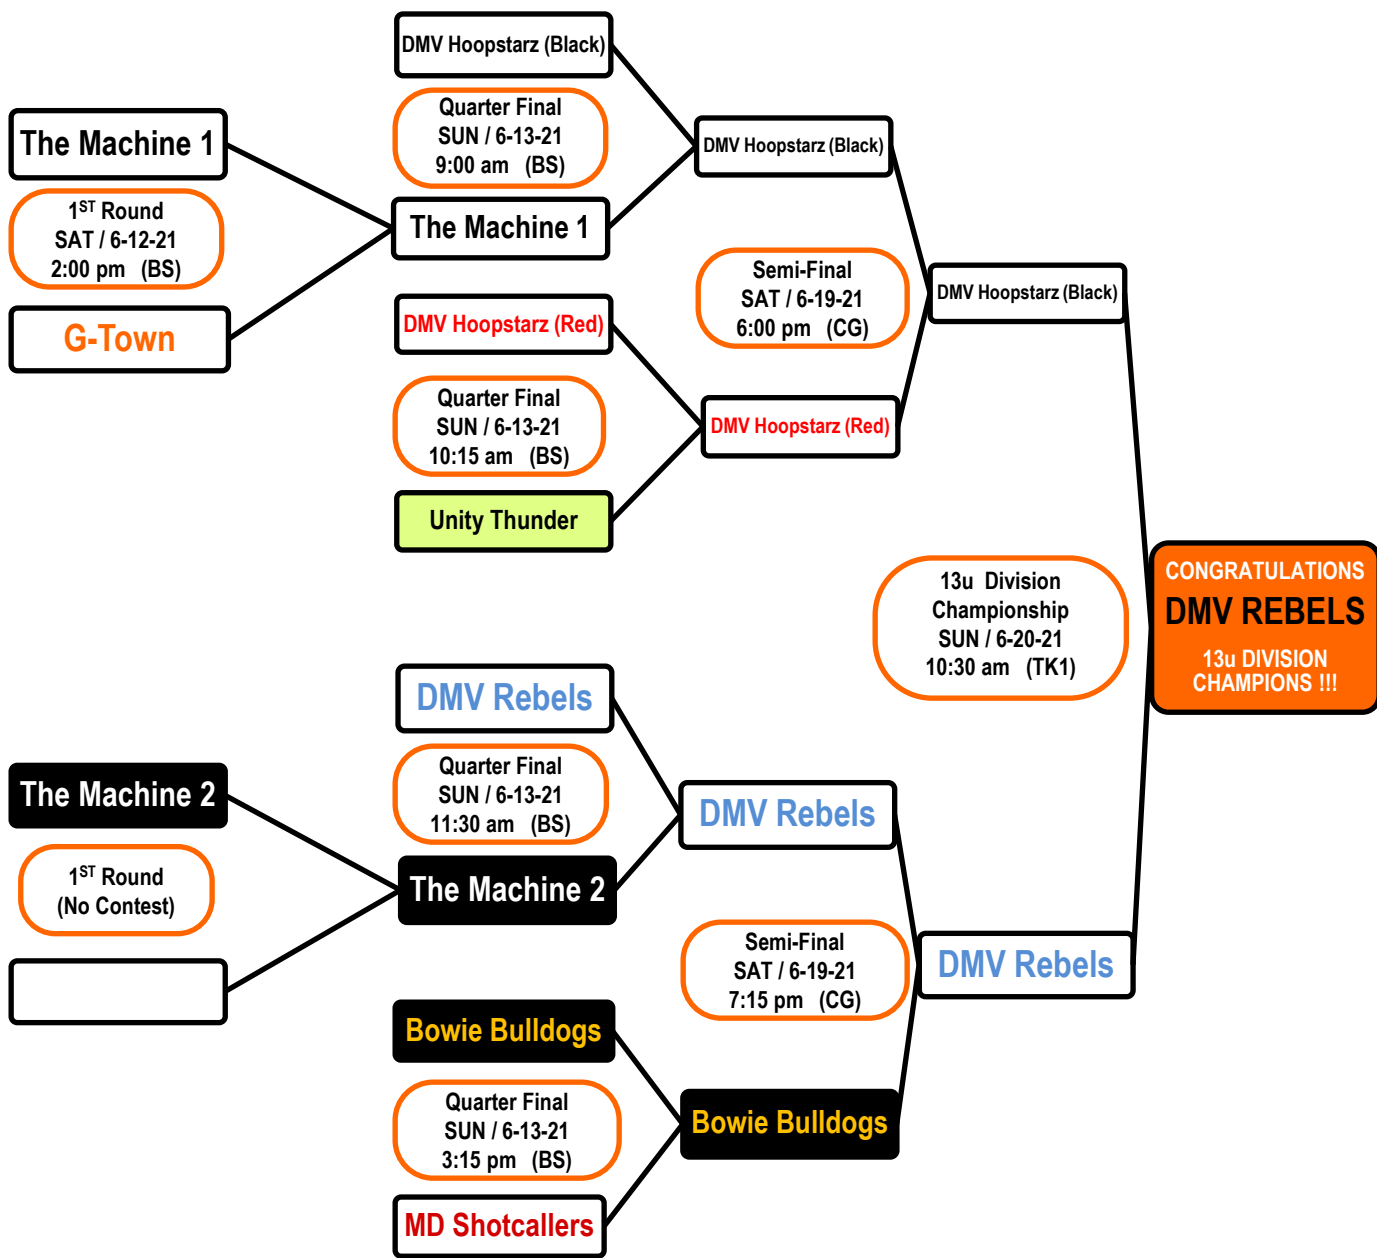 DMV Hoopstarz (Black)
Quarter Final
SUN / 6-13-21
9:00 am (BS)
The Machine 1
1ST Round
SAT / 6-12-21
2:00 pm (BS)
G-Town
The Machine 1
DMV Hoopstarz (Black)
DMV Hoopstarz (Red)
Quarter Final
SUN / 6-13-21
10:15 am (BS)
Unity Thunder
Semi-Final
SAT / 6-19-21
6:00 pm (CG)
DMV Hoopstarz (Red)
DMV Hoopstarz (Black)
13u Division
Championship
SUN / 6-20-21
10:30 am (TK1)
CONGRATULATIONS
DMV REBELS
13u DIVISION
CHAMPIONS !!!
DMV Rebels
Quarter Final
SUN / 6-13-21
11:30 am (BS)
The Machine 2
1ST Round
(No Contest)
The Machine 2
DMV Rebels
Semi-Final
SAT / 6-19-21
7:15 pm (CG)
DMV Rebels
Bowie Bulldogs
Quarter Final
SUN / 6-13-21
3:15 pm (BS)
MD Shotcallers
Bowie Bulldogs